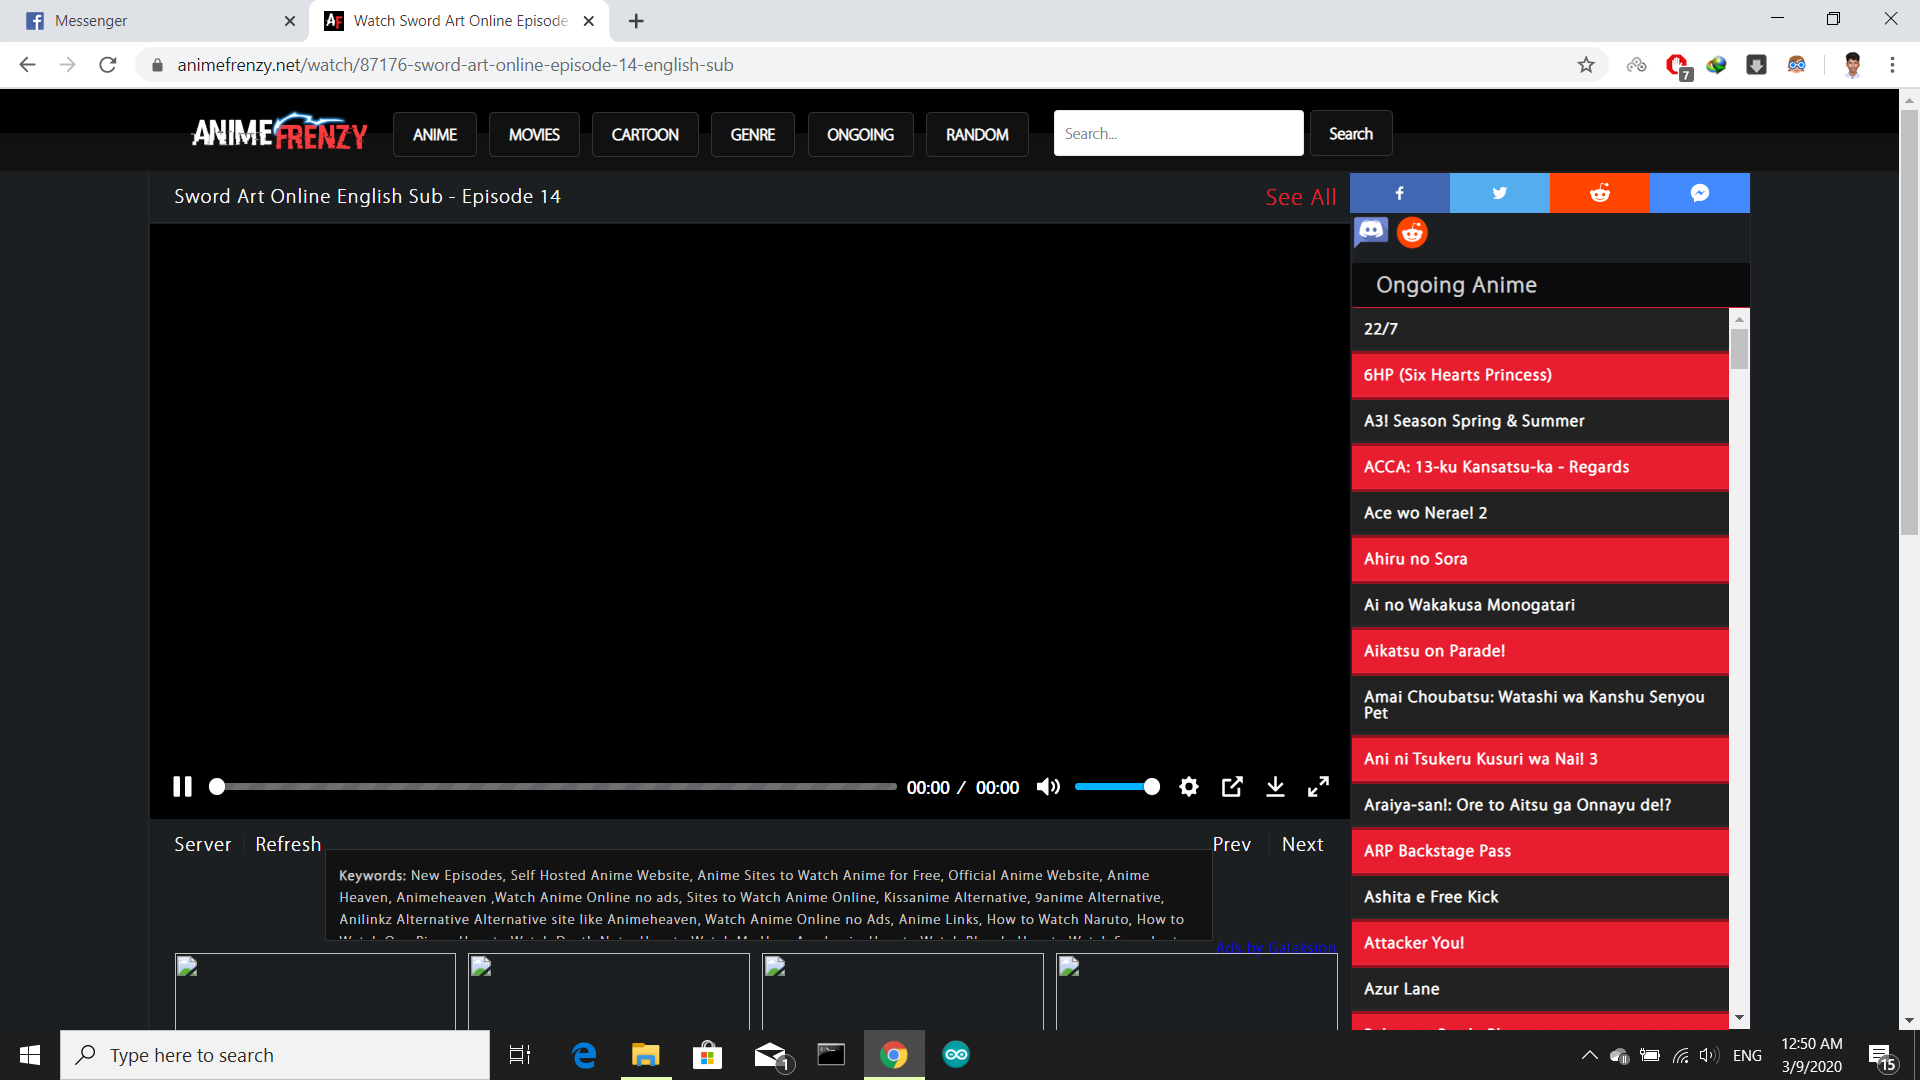 Messenger
Watch Sword Art Online Episode
animefrenzy.net/watch/87176-sword-art-online-episode-14-english-sub
7
ANIMEFRENZY
ANIME
MOVIES
CARTOON
GENRE
ONGOING
RANDOM
Search...
Search
Sword Art Online English Sub - Episode 14
See All
Ongoing Anime
22/7
6HP (Six Hearts Princess)
A3! Season Spring & Summer
ACCA: 13-ku Kansatsu-ka - Regards
Ace wo Nerae! 2
Ahiru no Sora
Ai no Wakakusa Monogatari
Aikatsu on Parade!
Amai Choubatsu: Watashi wa Kanshu Senyou
Pet
Ani ni Tsukeru Kusuri wa Nai! 3
Araiya-san!: Ore to Aitsu ga Onnayu de!?
ARP Backstage Pass
Ashita e Free Kick
Attacker You!
Azur Lane
00:00 / 00:00
Server
Refresh
Prev
Next
Keywords: New Episodes, Self Hosted Anime Website, Anime Sites to Watch Anime for Free, Official Anime Website, Anime
Heaven, Animeheaven ,Watch Anime Online no ads, Sites to Watch Anime Online, Kissanime Alternative, 9anime Alternative,
Anilinkz Alternative Alternative site like Animeheaven, Watch Anime Online no Ads, Anime Links, How to Watch Naruto, How to
Ads by Galaksion
Type here to search
1
ENG
12:50 AM
3/9/2020
15